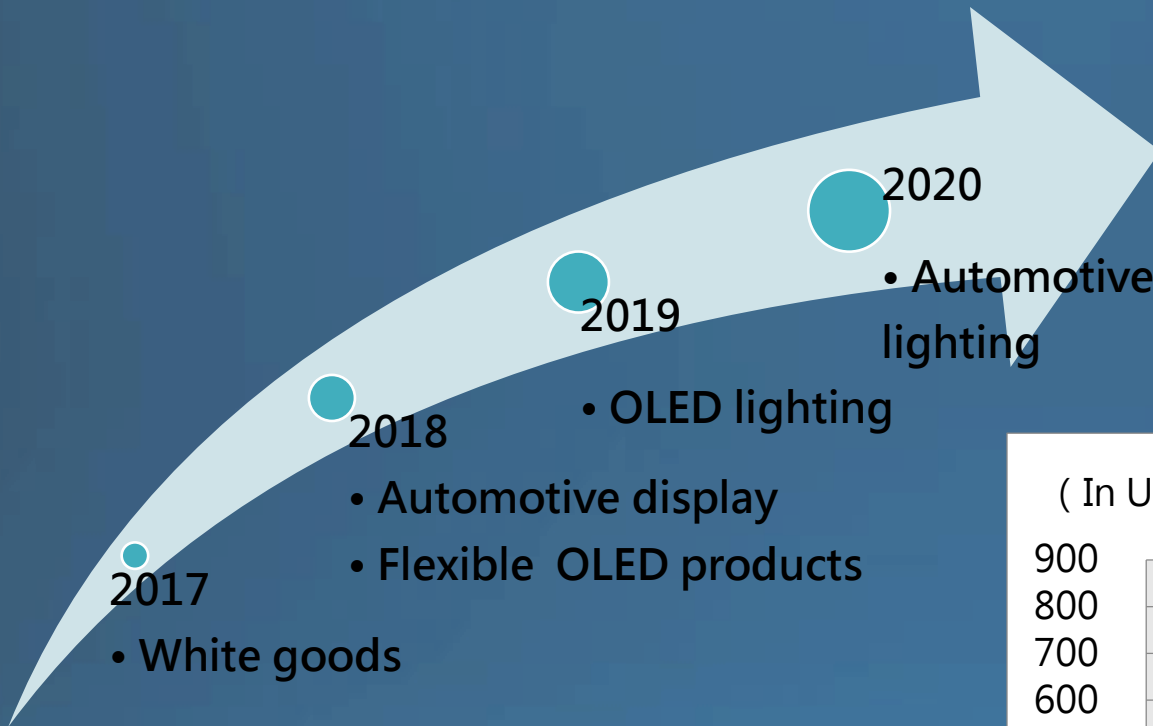 2020
• Automotive
lighting
2019
• OLED lighting
2018
• Automotive display
• Flexible OLED products
2017
• White goods
( In U
900
800
700
600